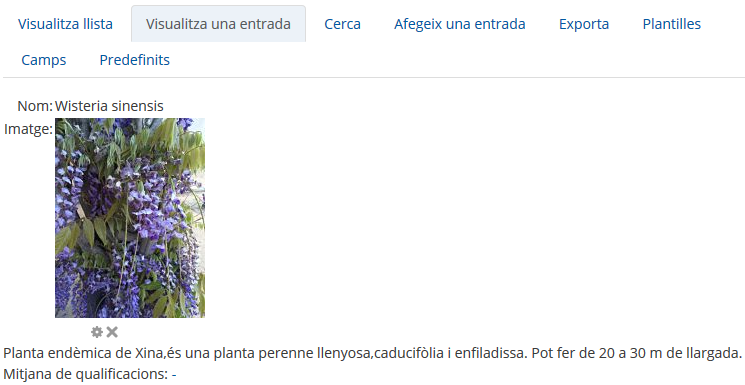 Visualitza llista Visualitza una entrada Cerca Afegeix una entrada Exporta Plantilles
Camps Predefinits
Nom: Wisteria sinensis
Imatge:
Planta endèmica de Xina,és una planta perenne llenyosa,caducifòlia i enfiladissa. Pot fer de 20 a 30 m de llargada.
Mitjana de qualificacions: -